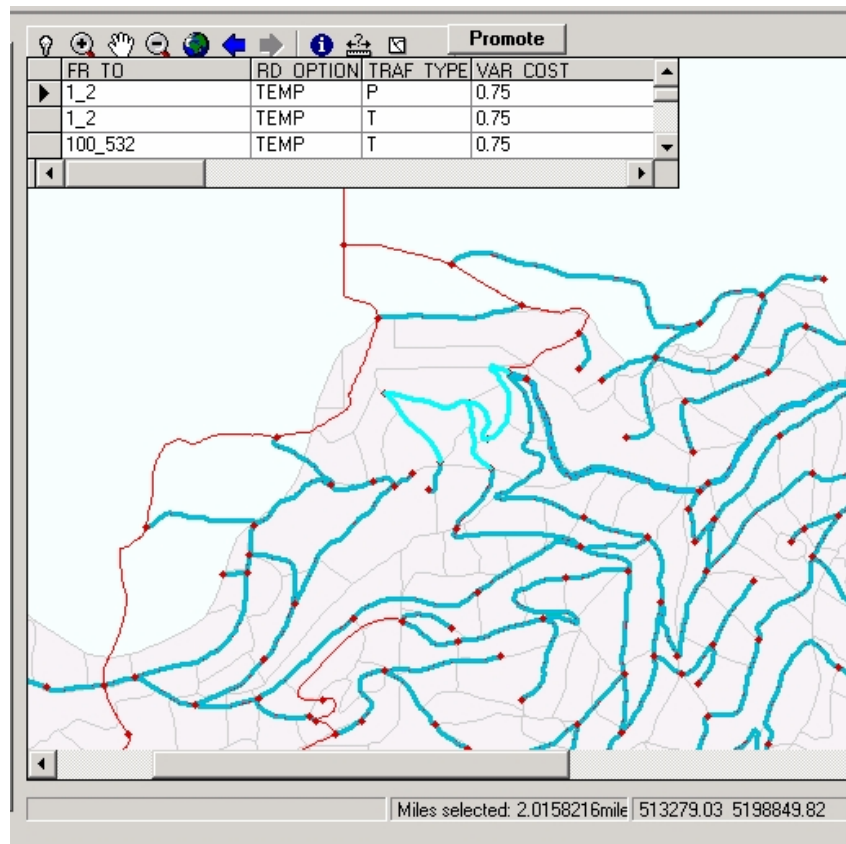 Promote
FR_TO RD_OPTION TRAF_TYPE VAR_COST
1_2 TEMP P 0.75
1_2 TEMP T 0.75
100_532 TEMP T 0.75
Miles selected: 2.0158216mile 513279.03 5198849.82